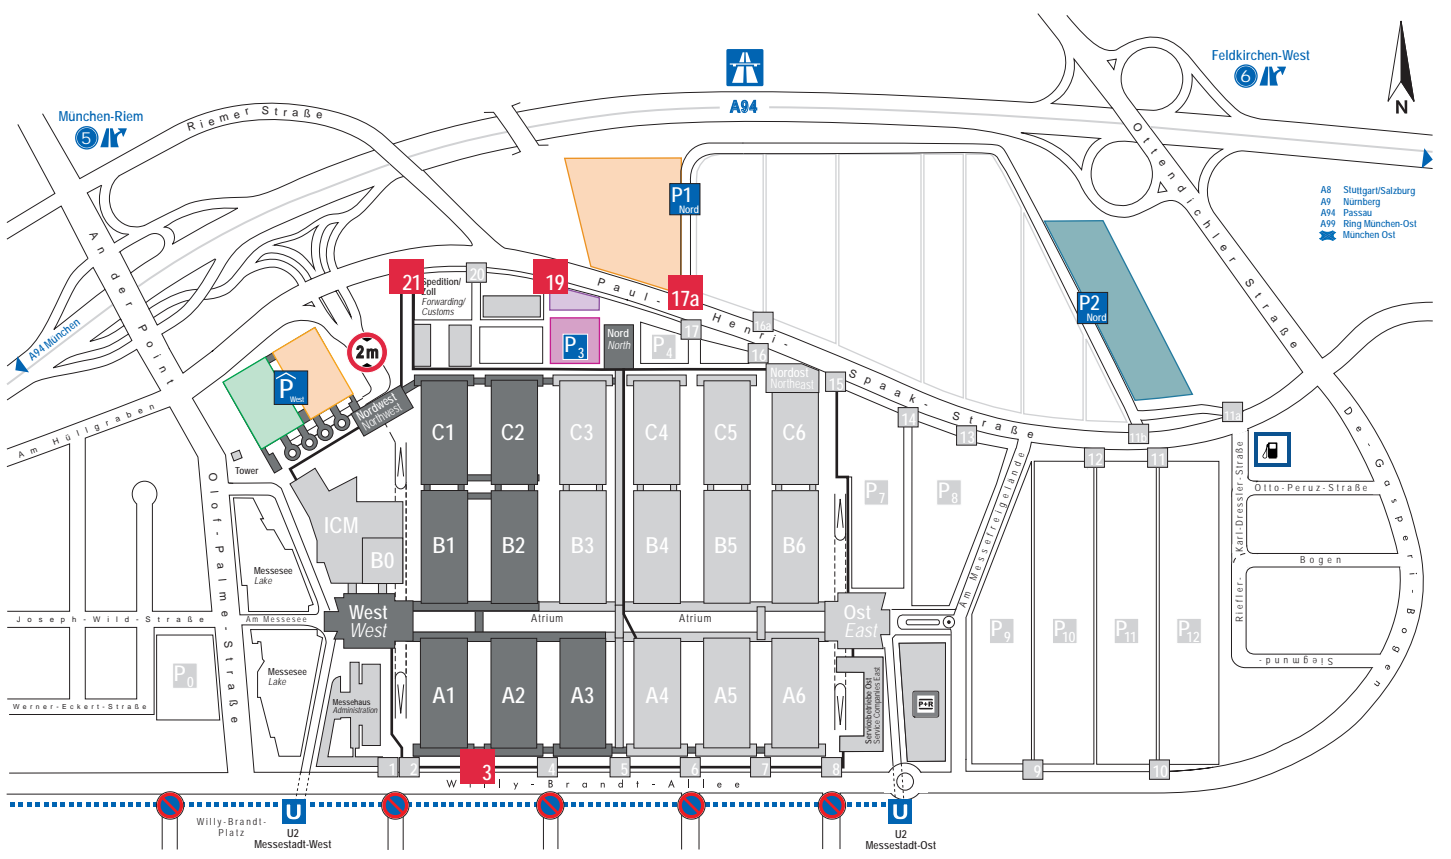 Feldkirchen-West
6
A94
München-Riem
5
Riemer Straße
N
Ottendichler Straße
A8 Stuttgart/Salzburg
A9 Nürnberg
A94 Passau
A99 Ring München-Ost
München Ost
P1
Nord
An der Point
21
20
19
17a
Spedition/
Zoll
Forwarding/
Customs
Paul-Henri-Spaak-Straße
P2
Nord
A94 München
2m
P3
Nord
North
P4
17
16a
16
15
14
13
12
11
11b
11a
P
West
Nordwest
Northwest
Nordost
Northeast
Am Hüllgraben
Tower
C1
C2
C3
C4
C5
C6
De-Gasperi-Bogen
Karl-Dressler-Straße
Otto-Peruz-Straße
Olof-Palme-Straße
ICM
B0
B1
B2
B3
B4
B5
B6
P7
P8
Am Messefreigelände
Bogen
Messesee
Lake
Riefler-
West
West
Atrium
Atrium
Ost
East
Joseph-Wild-Straße
Am Messesee
P9
P10
P11
P12
Siegmund-
P0
Messesee
Lake
A1
A2
A3
A4
A5
A6
Messehaus
Administration
Servicebetriebe Ost
Service Companies East
P+R
Werner-Eckert-Straße
1
2
3
4
5
6
7
8
9
10
Willy-Brandt-Allee
Willy-Brandt-
Platz
U
U2
Messestadt-West
U
U2
Messestadt-Ost